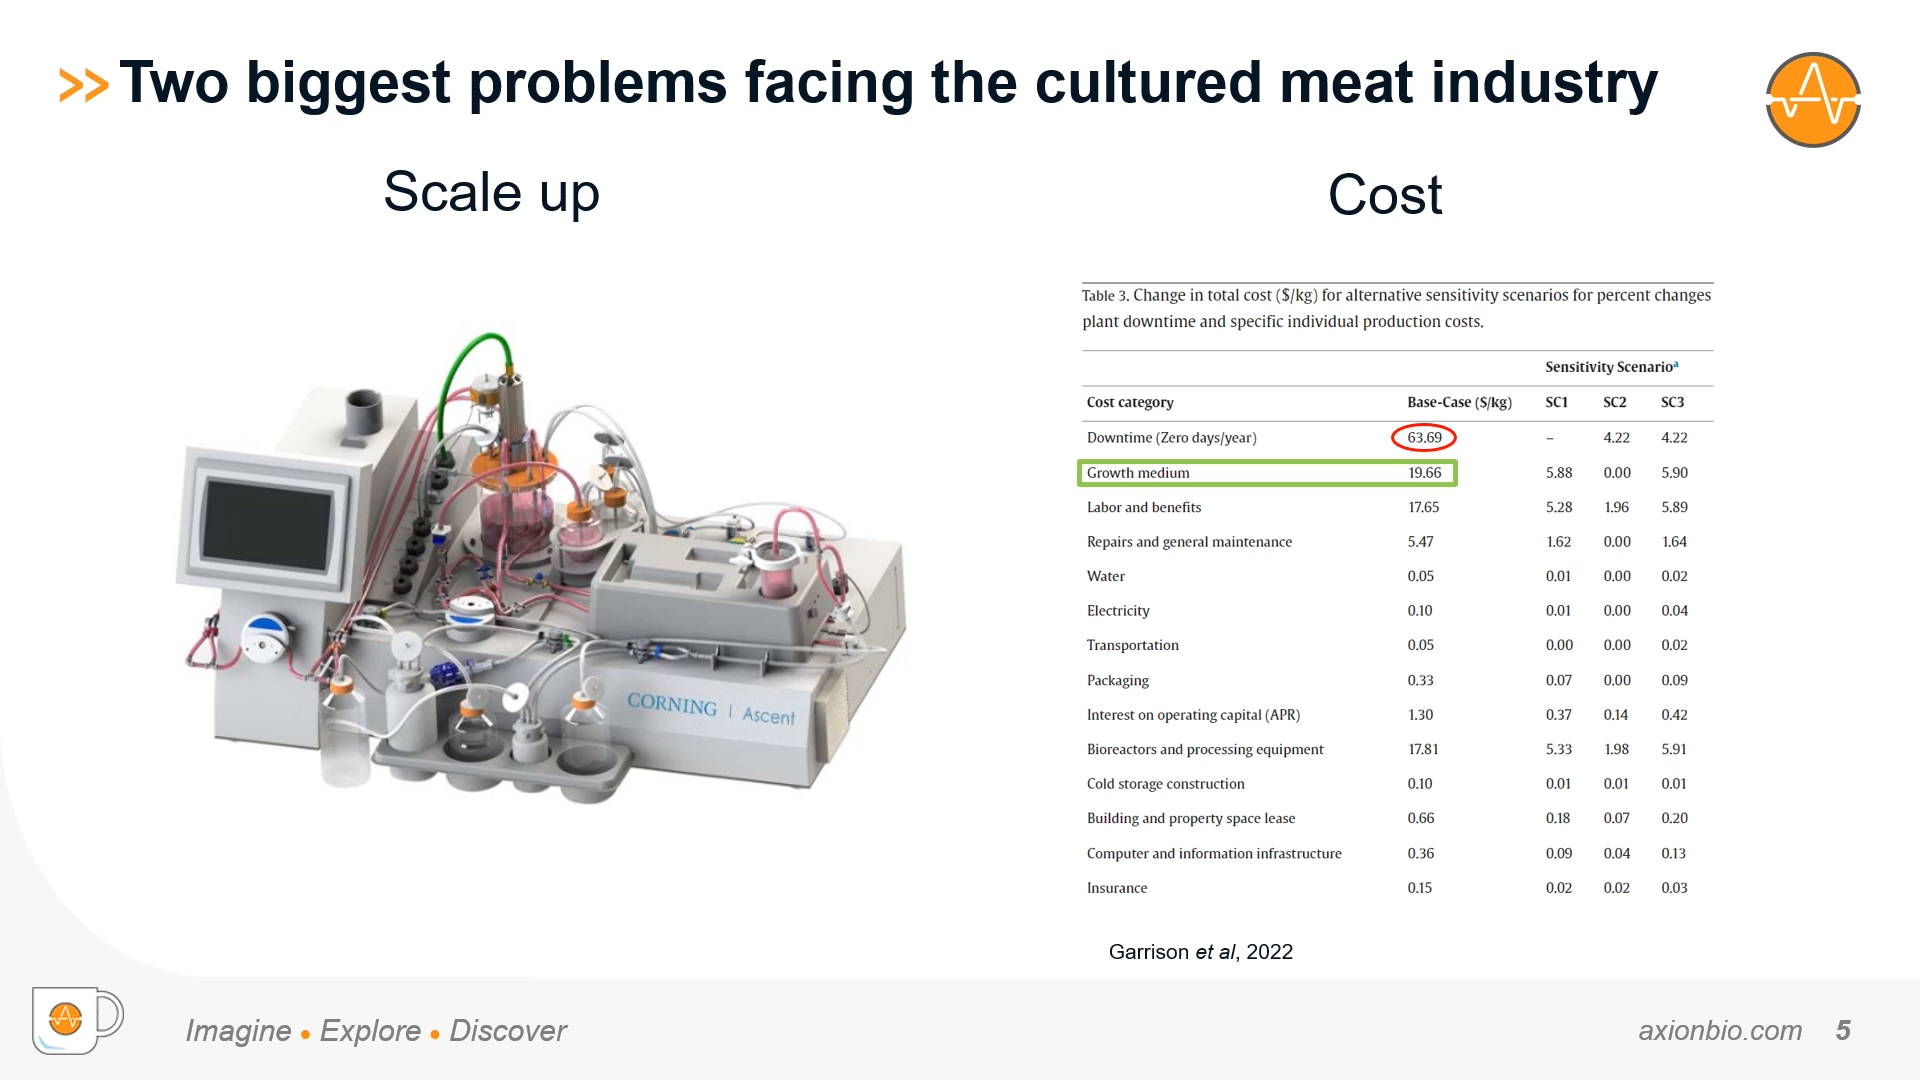 >> Two biggest problems facing the cultured meat industry
Scale up
Cost
CORNING | Ascent
Table 3. Change in total cost ($/kg) for alternative sensitivity scenarios for percent changes
plant downtime and specific individual production costs.
Sensitivity Scenarioᵃ
Cost category Base-Case ($/kg) SC1 SC2 SC3
Downtime (Zero days/year) 63.69 – 4.22 4.22
Growth medium 19.66 5.88 0.00 5.90
Labor and benefits 17.65 5.28 1.96 5.89
Repairs and general maintenance 5.47 1.62 0.00 1.64
Water 0.05 0.01 0.00 0.02
Electricity 0.10 0.01 0.00 0.04
Transportation 0.05 0.00 0.00 0.02
Packaging 0.33 0.07 0.00 0.09
Interest on operating capital (APR) 1.30 0.37 0.14 0.42
Bioreactors and processing equipment 17.81 5.33 1.98 5.91
Cold storage construction 0.10 0.01 0.01 0.01
Building and property space lease 0.66 0.18 0.07 0.20
Computer and information infrastructure 0.36 0.09 0.04 0.13
Insurance 0.15 0.02 0.02 0.03
Garrison et al, 2022
Imagine • Explore • Discover
axionbio.com 5